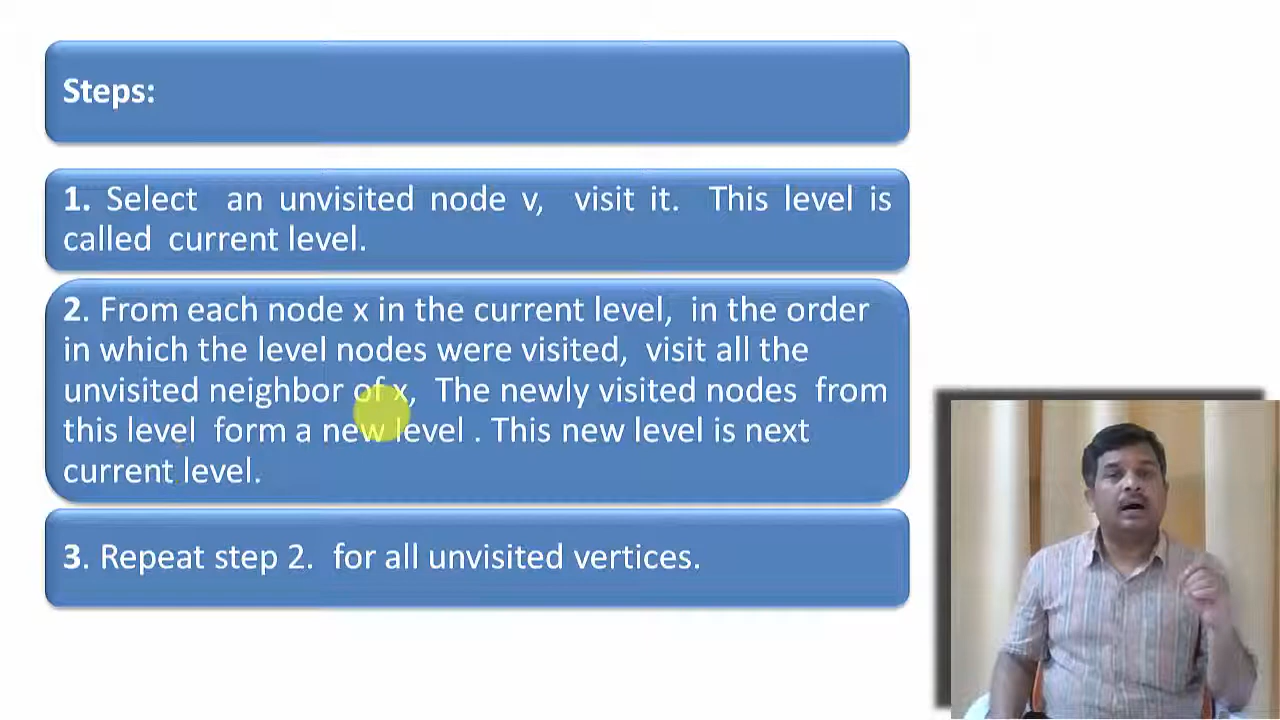 Steps:
1. Select an unvisited node v, visit it. This level is
called current level.
2. From each node x in the current level, in the order
in which the level nodes were visited, visit all the
unvisited neighbor of x, The newly visited nodes from
this level form a new level . This new level is next
current level.
3. Repeat step 2. for all unvisited vertices.